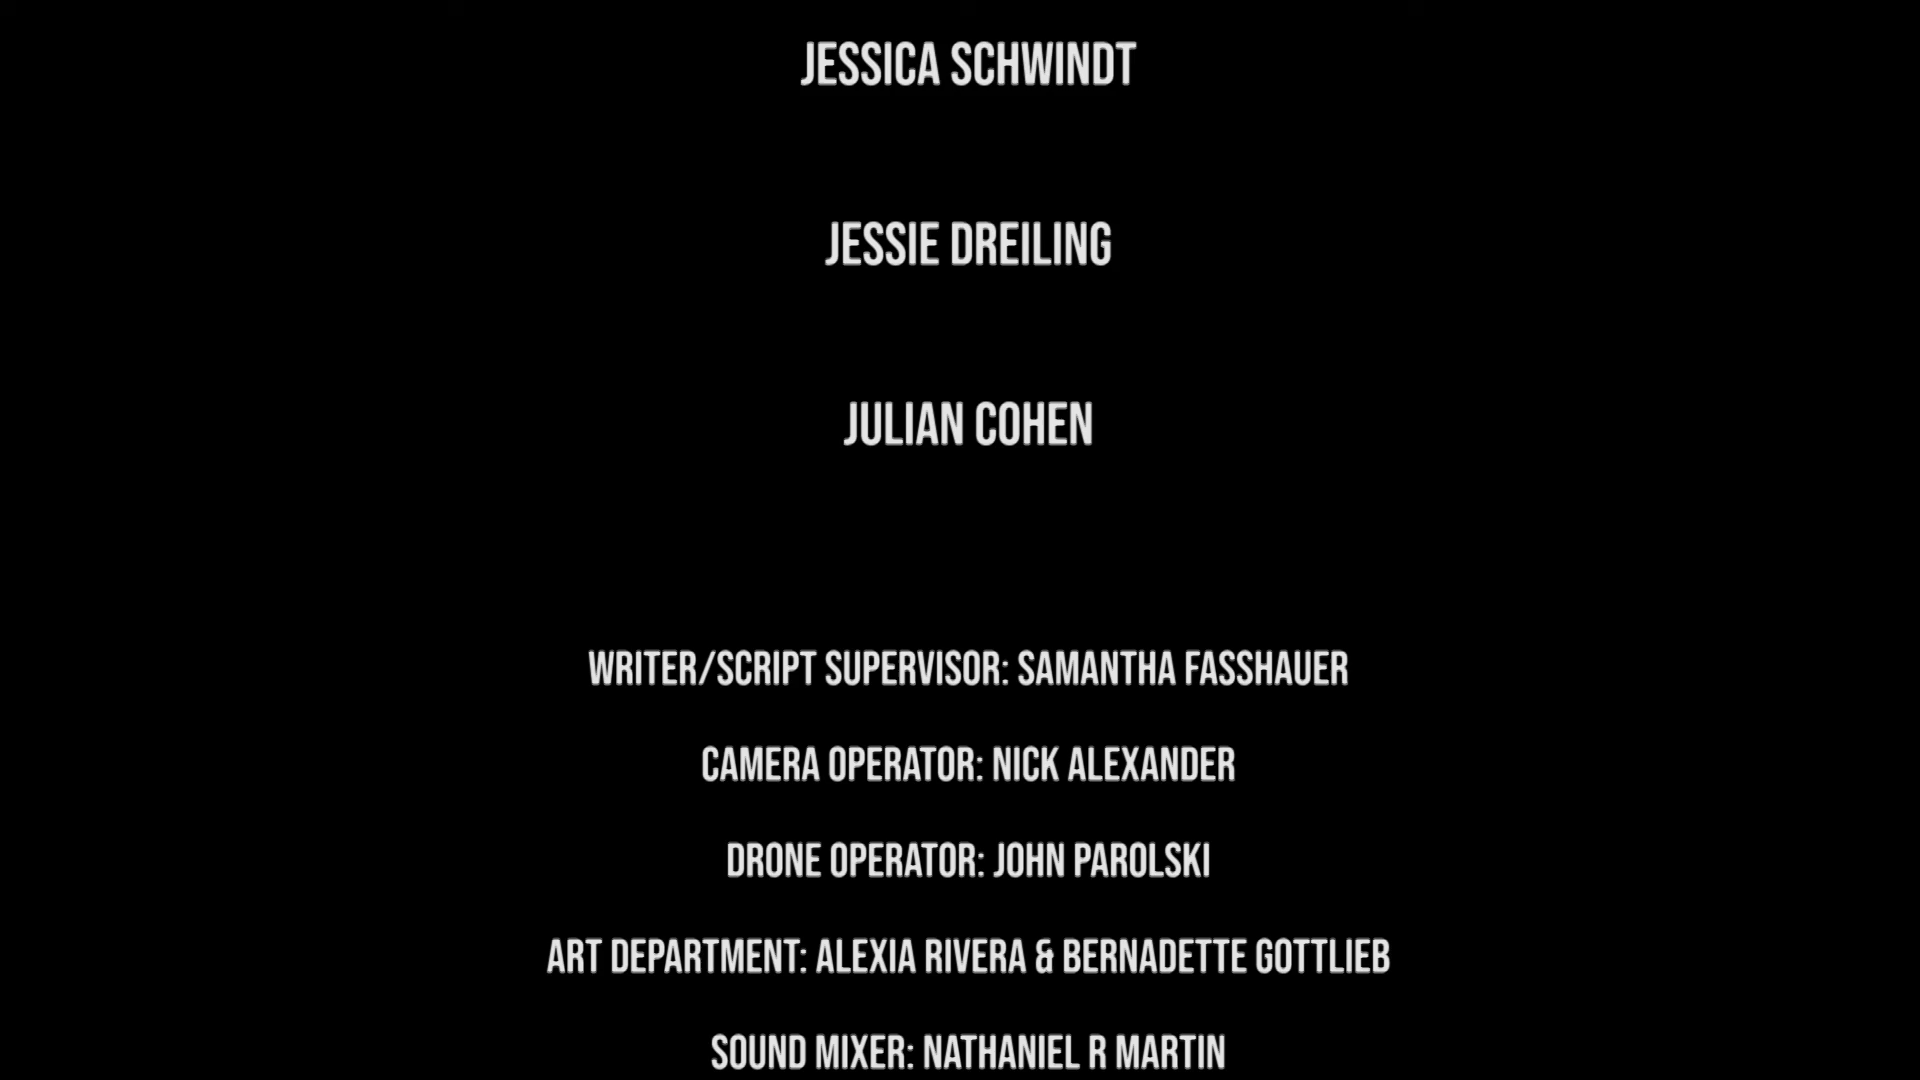 JESSICA SCHWINDT
JESSIE DREILING
JULIAN COHEN
WRITER/SCRIPT SUPERVISOR: SAMANTHA FASSHAUER
CAMERA OPERATOR: NICK ALEXANDER
DRONE OPERATOR: JOHN PAROLSKI
ART DEPARTMENT: ALEXIA RIVERA & BERNADETTE GOTTLIEB
SOUND MIXER: NATHANIEL R MARTIN